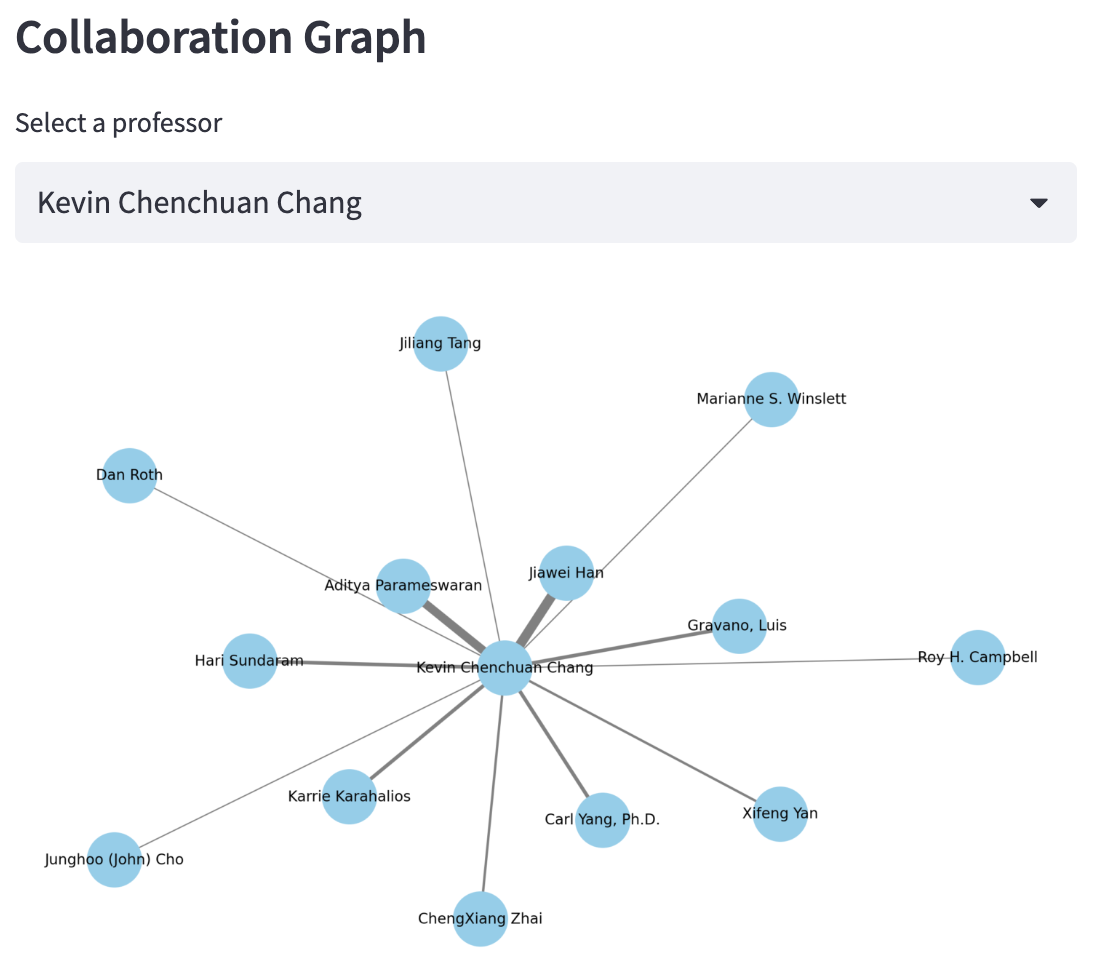 Collaboration Graph
Select a professor
Kevin Chenchuan Chang
Jiliang Tang
Marianne S. Winslett
Dan Roth
Jiawei Han
Aditya Parameswaran
Gravano, Luis
Roy H. Campbell
Hari Sundaram
Kevin Chenchuan Chang
Karrie Karahalios
Xifeng Yan
Carl Yang, Ph.D.
Junghoo (John) Cho
ChengXiang Zhai